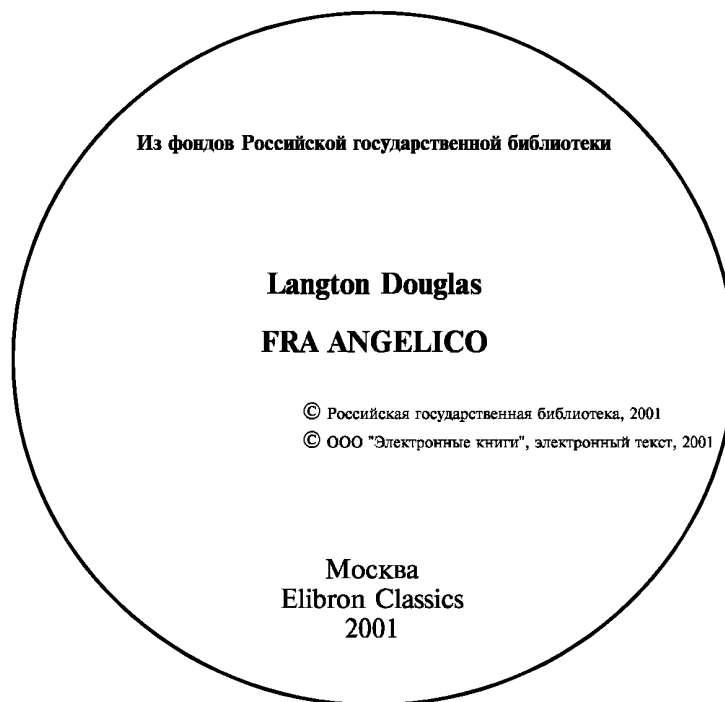 Из фондов Российской государственной библиотеки
Langton Douglas
FRA ANGELICO
© Российская государственная библиотека, 2001
© ООО "Электронные книги", электронный текст, 2001
Москва
Elibron Classics
2001